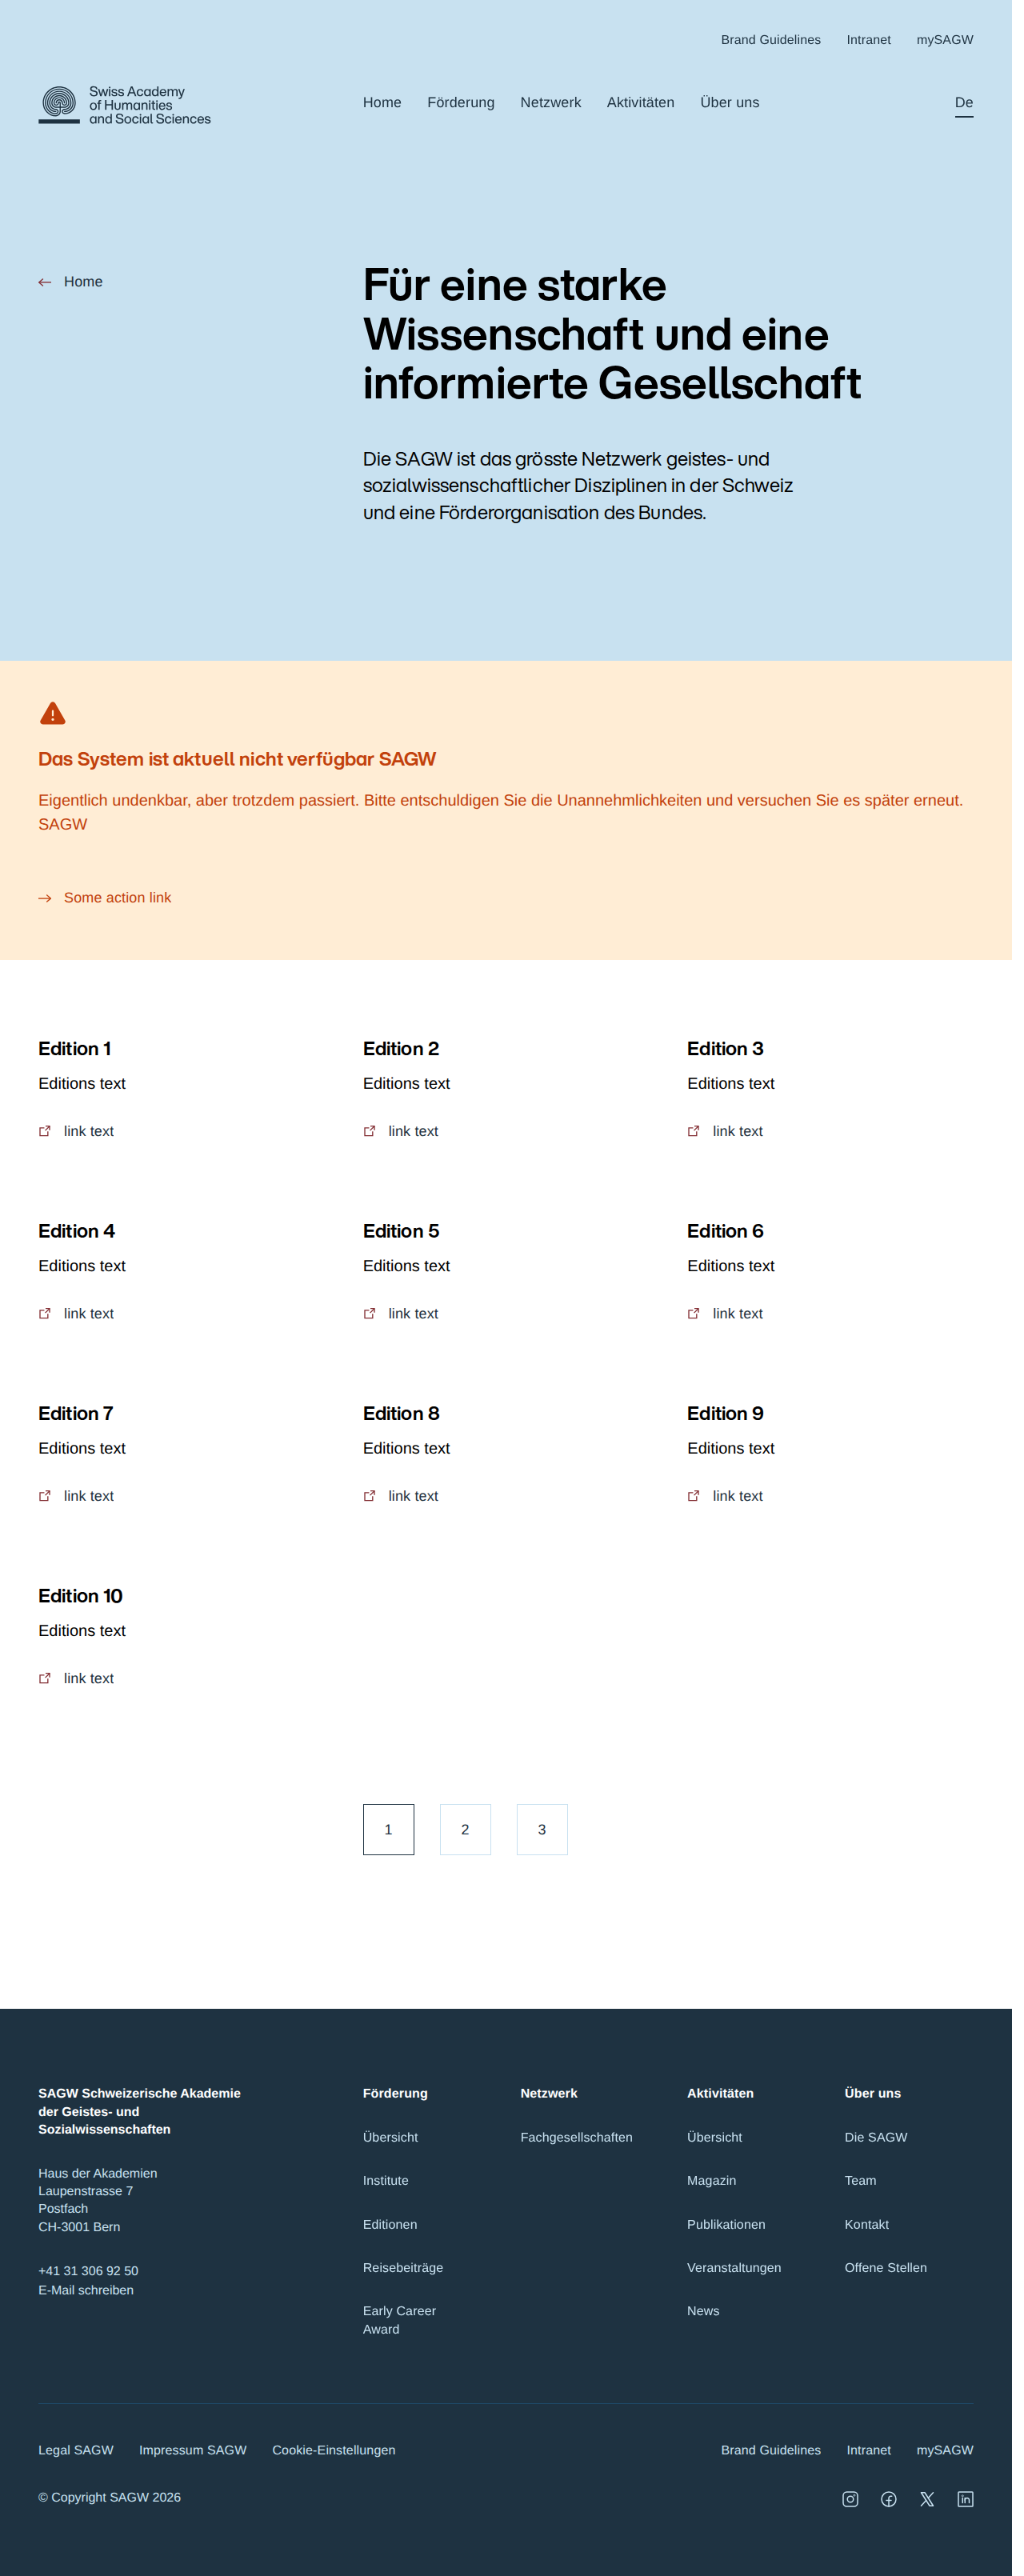 Brand Guidelines Intranet mySAGW
Swiss Academy
of Humanities
and Social Sciences
Home Förderung Netzwerk Aktivitäten Über uns De
Home
Für eine starke
Wissenschaft und eine
informierte Gesellschaft
Die SAGW ist das grösste Netzwerk geistes- und
sozialwissenschaftlicher Disziplinen in der Schweiz
und eine Förderorganisation des Bundes.
Das System ist aktuell nicht verfügbar SAGW
Eigentlich undenkbar, aber trotzdem passiert. Bitte entschuldigen Sie die Unannehmlichkeiten und versuchen Sie es später erneut.
SAGW
Some action link
Edition 1 Edition 2 Edition 3
Editions text Editions text Editions text
link text link text link text
Edition 4 Edition 5 Edition 6
Editions text Editions text Editions text
link text link text link text
Edition 7 Edition 8 Edition 9
Editions text Editions text Editions text
link text link text link text
Edition 10
Editions text
link text
1 2 3
SAGW Schweizerische Akademie
der Geistes- und
Sozialwissenschaften
Haus der Akademien
Laupenstrasse 7
Postfach
CH-3001 Bern
+41 31 306 92 50
E-Mail schreiben
Förderung
Übersicht
Institute
Editionen
Reisebeiträge
Early Career
Award
Netzwerk
Fachgesellschaften
Aktivitäten
Übersicht
Magazin
Publikationen
Veranstaltungen
News
Über uns
Die SAGW
Team
Kontakt
Offene Stellen
Legal SAGW Impressum SAGW Cookie-Einstellungen Brand Guidelines Intranet mySAGW
© Copyright SAGW 2026